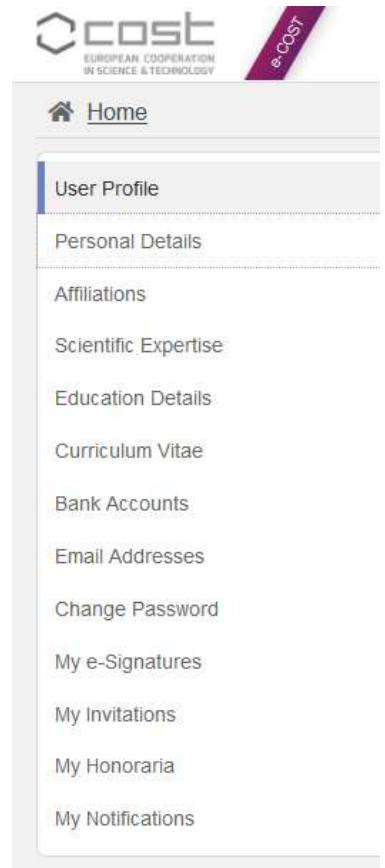 cost
EUROPEAN COOPERATION
IN SCIENCE & TECHNOLOGY
e-COST
Home
User Profile
Personal Details
Affiliations
Scientific Expertise
Education Details
Curriculum Vitae
Bank Accounts
Email Addresses
Change Password
My e-Signatures
My Invitations
My Honoraria
My Notifications